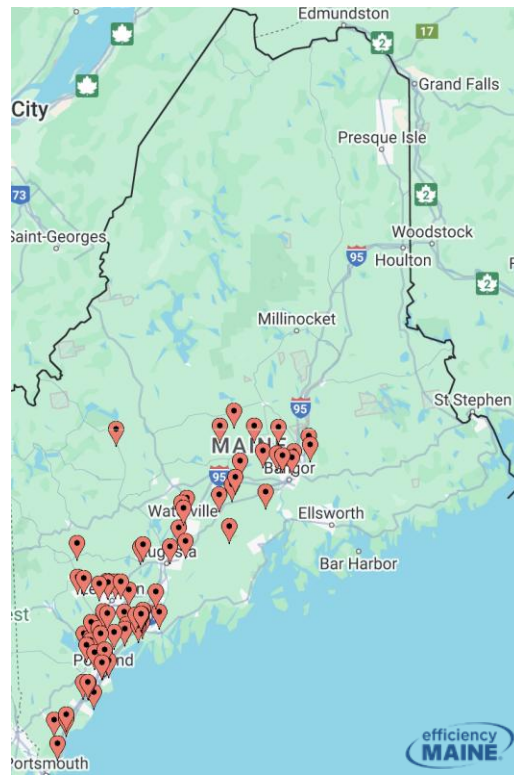 Edmundston
17
2
Grand Falls
City
Presque Isle
2
73
Saint-Georges
Woodstock
95
Houlton
2
Millinocket
St Stephen
95
MAINE
95
Bangor
Ellsworth
Bar Harbor
Portsmouth
efficiency
MAINE